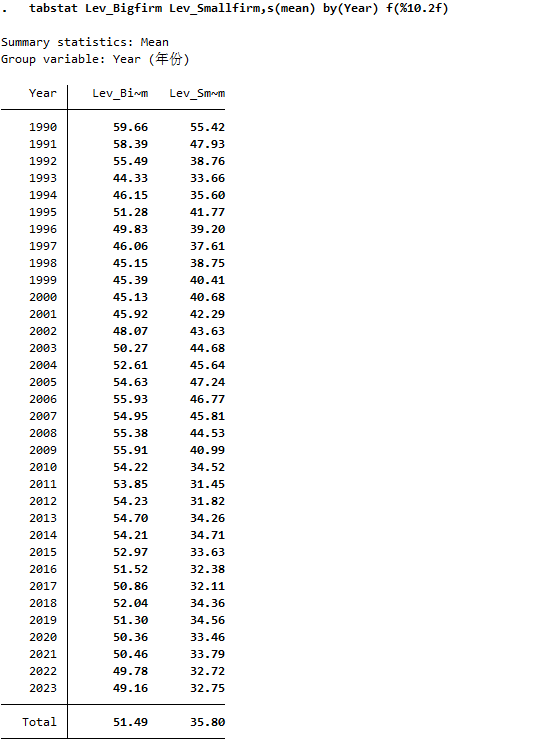 .   tabstat Lev_Bigfirm Lev_Smallfirm,s(mean) by(Year) f(%10.2f)
Summary statistics: Mean
Group variable: Year (年份)
Year Lev_Bi~m Lev_Sm~m
1990 59.66 55.42
1991 58.39 47.93
1992 55.49 38.76
1993 44.33 33.66
1994 46.15 35.60
1995 51.28 41.77
1996 49.83 39.20
1997 46.06 37.61
1998 45.15 38.75
1999 45.39 40.41
2000 45.13 40.68
2001 45.92 42.29
2002 48.07 43.63
2003 50.27 44.68
2004 52.61 45.64
2005 54.63 47.24
2006 55.93 46.77
2007 54.95 45.81
2008 55.38 44.53
2009 55.91 40.99
2010 54.22 34.52
2011 53.85 31.45
2012 54.23 31.82
2013 54.70 34.26
2014 54.21 34.71
2015 52.97 33.63
2016 51.52 32.38
2017 50.86 32.11
2018 52.04 34.36
2019 51.30 34.56
2020 50.36 33.46
2021 50.46 33.79
2022 49.78 32.72
2023 49.16 32.75
Total 51.49 35.80